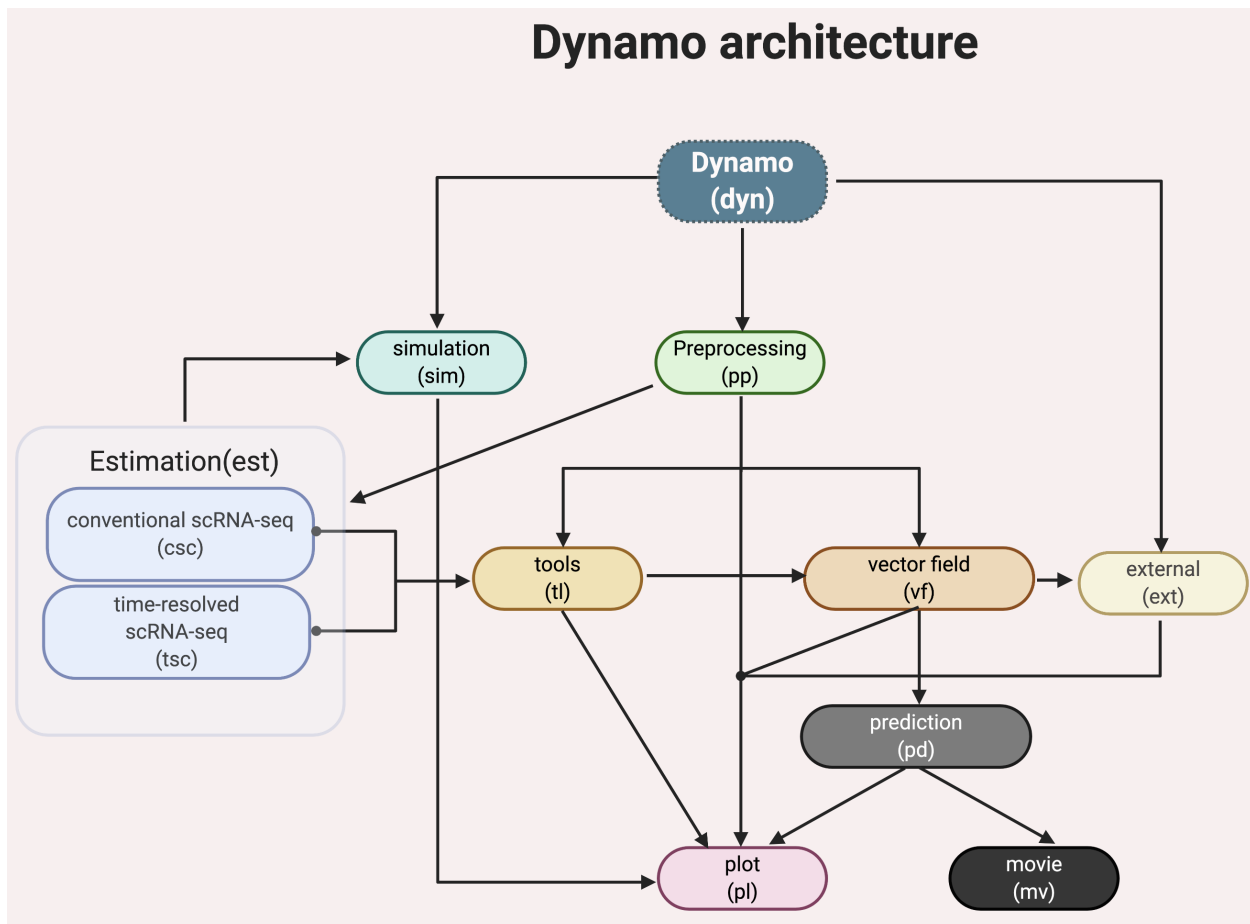 Dynamo architecture
Dynamo
(dyn)
simulation
(sim)
Preprocessing
(pp)
Estimation(est)
conventional scRNA-seq
(csc)
time-resolved
scRNA-seq
(tsc)
tools
(tl)
vector field
(vf)
external
(ext)
prediction
(pd)
plot
(pl)
movie
(mv)